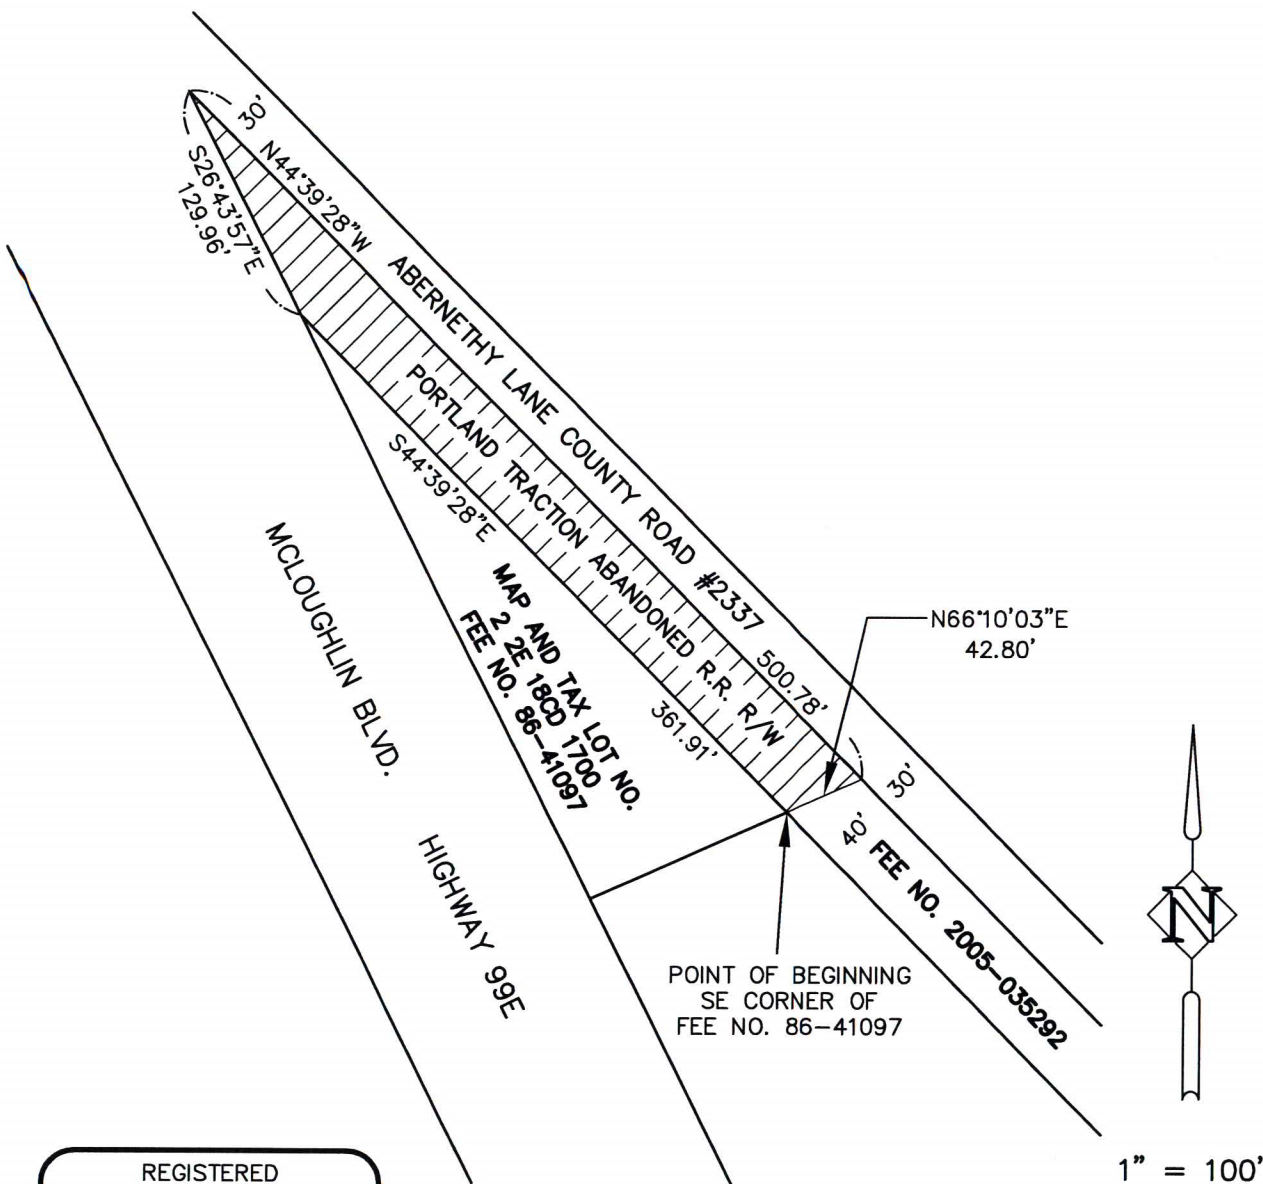 30'
N44°39'28"W
S26°43'57"E
129.96'
ABERNETHY LANE COUNTY ROAD #2337
PORTLAND TRACTION ABANDONED R.R. R/W
S44°39'28"E
500.78'
361.91'
N66°10'03"E
42.80'
MAP AND TAX LOT NO.
2 2E 18CD 1700
FEE NO. 86-41097
MCLOUGHLIN BLVD. HIGHWAY 99E
30'
40'
FEE NO. 2005-035292
POINT OF BEGINNING
SE CORNER OF
FEE NO. 86-41097
N
1" = 100'
REGISTERED